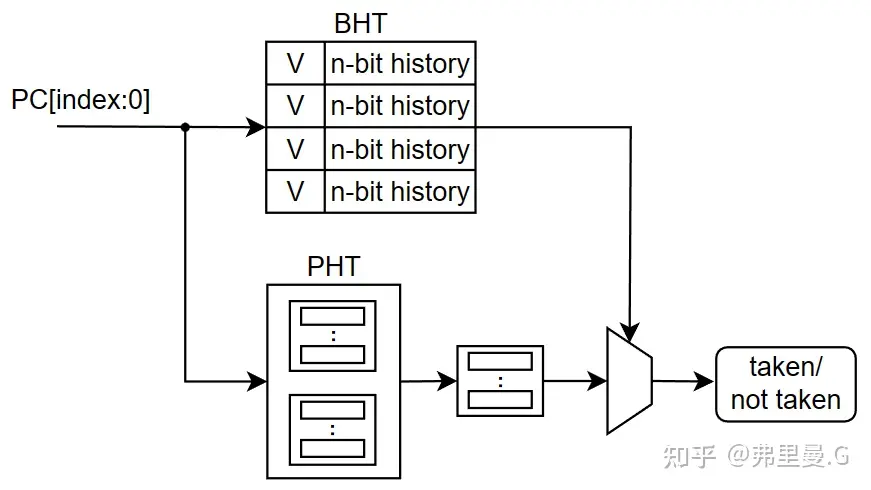 BHT
V n-bit history
PC[index:0]
V n-bit history
V n-bit history
V n-bit history
PHT
taken/
not taken
知乎 @弗里曼.G